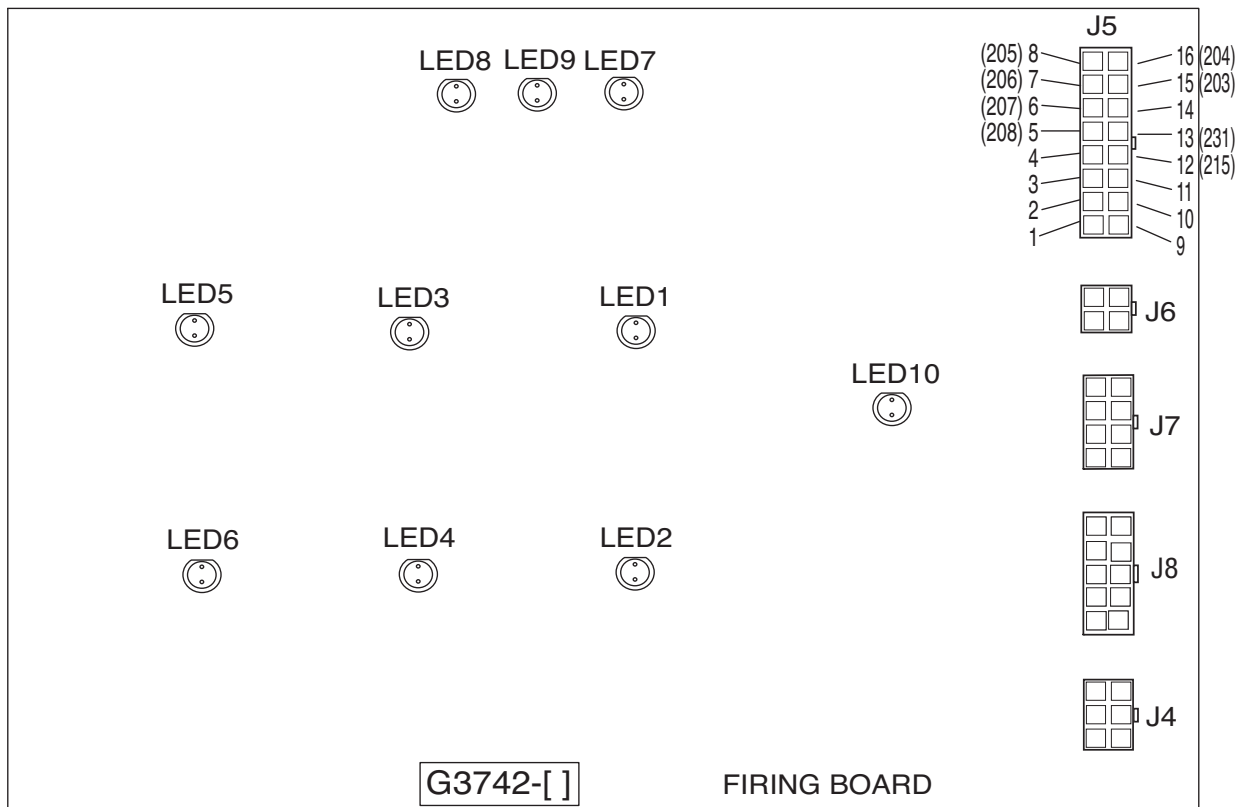 J5
LED8 LED9 LED7
(205) 8
16 (204)
(206) 7
15 (203)
(207) 6
14
(208) 5
13 (231)
4
12 (215)
3
11
2
10
1
9
LED5
LED3
LED1
J6
LED10
J7
LED6
LED4
LED2
J8
J4
G3742-[ ]
FIRING BOARD